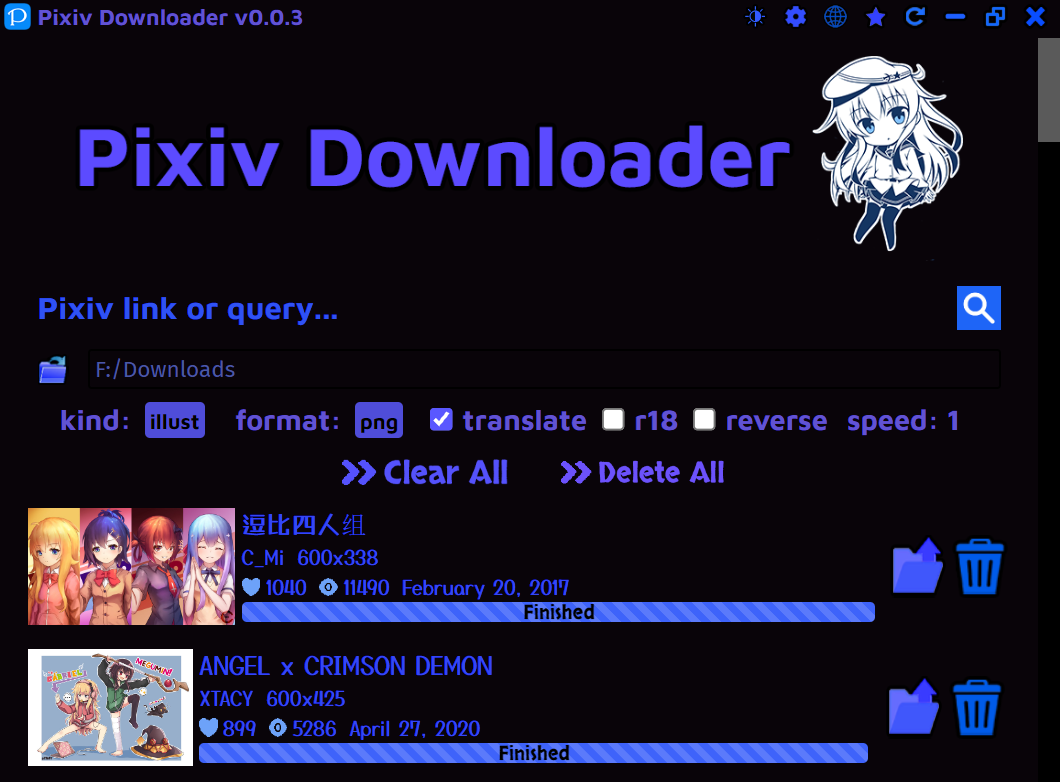 Pixiv Downloader v0.0.3
Pixiv Downloader
Pixiv link or query...
F:/Downloads
kind: illust format: png translate r18 reverse speed: 1
Clear All Delete All
逗比四人组
C_Mi 600x338
1040 11490 February 20, 2017
Finished
MEGUMIN!
ANGEL x CRIMSON DEMON
XTACY 600x425
899 5286 April 27, 2020
Finished